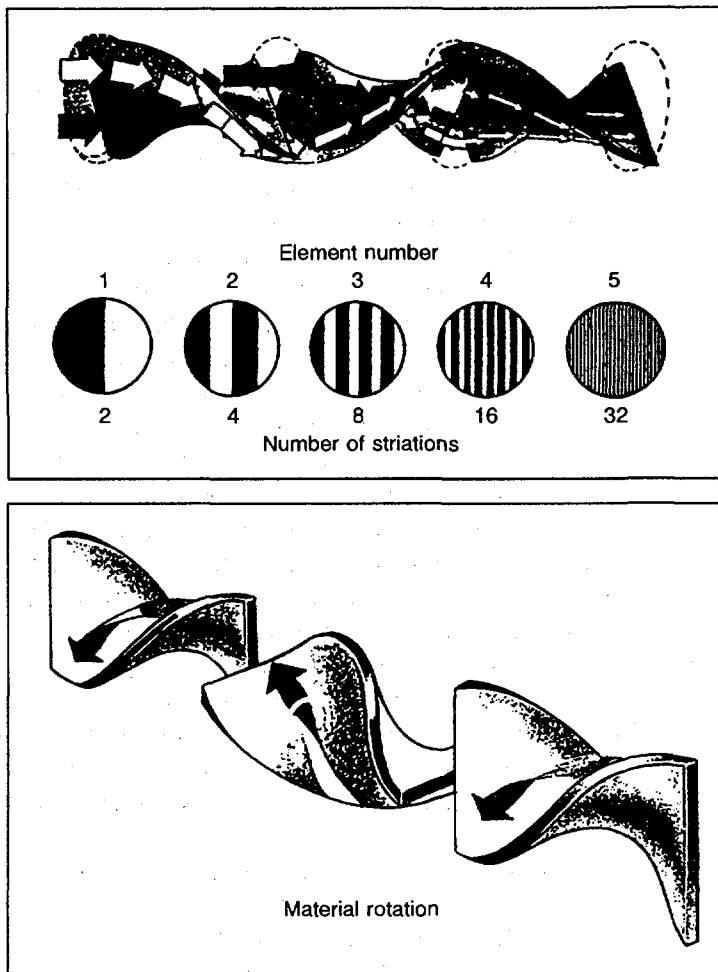 Element number
1 2 3 4 5
2 4 8 16 32
Number of striations
Material rotation